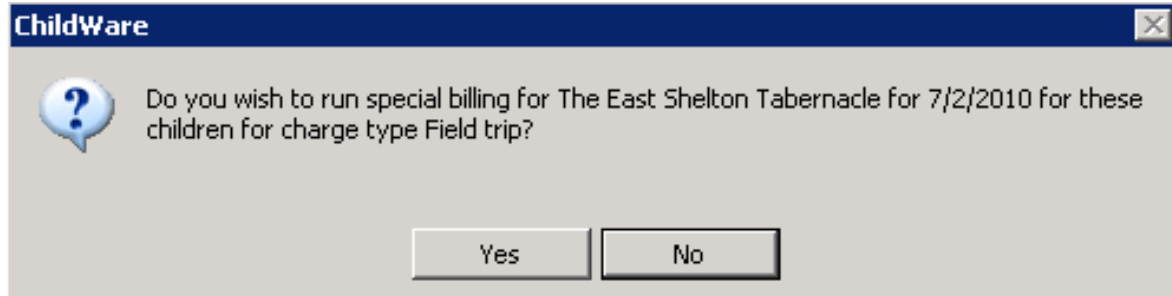 ChildWare
Do you wish to run special billing for The East Shelton Tabernacle for 7/2/2010 for these
children for charge type Field trip?
Yes
No